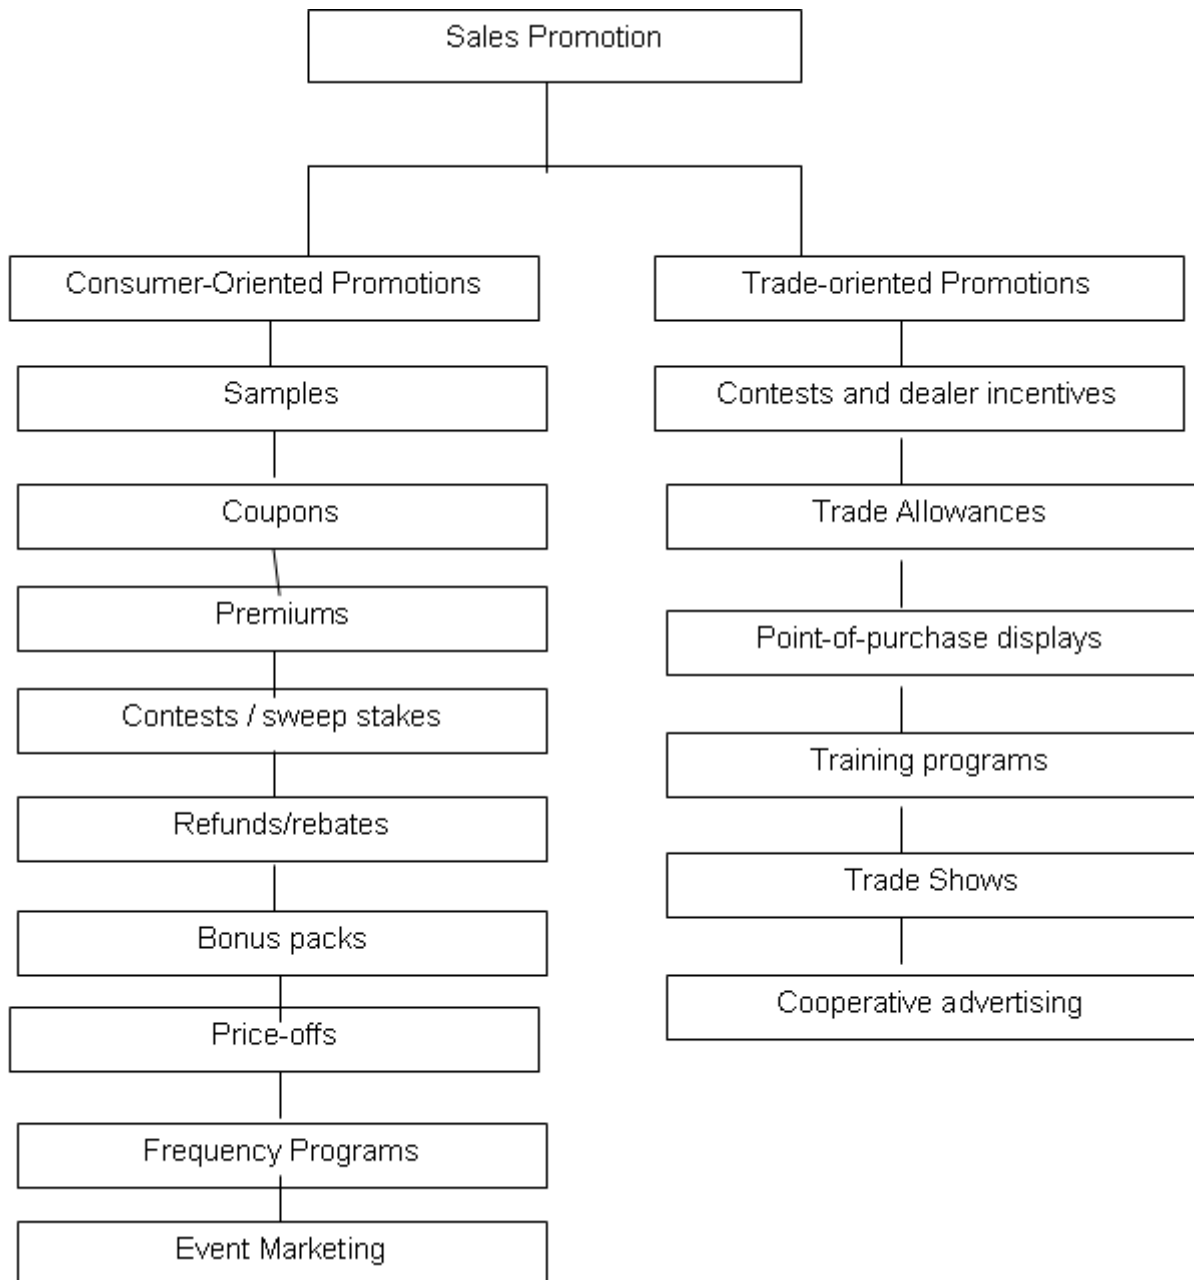 Sales Promotion
Consumer-Oriented Promotions
Trade-oriented Promotions
Samples
Contests and dealer incentives
Coupons
Trade Allowances
Premiums
Point-of-purchase displays
Contests / sweep stakes
Training programs
Refunds/rebates
Trade Shows
Bonus packs
Cooperative advertising
Price-offs
Frequency Programs
Event Marketing